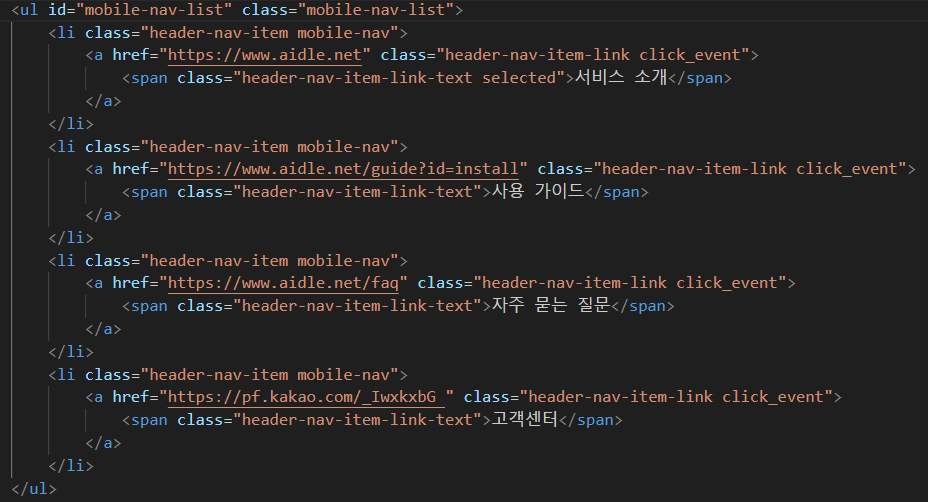 <ul id="mobile-nav-list" class="mobile-nav-list">
<li class="header-nav-item mobile-nav">
<a href="https://www.aidle.net" class="header-nav-item-link click_event">
<span class="header-nav-item-link-text selected">서비스 소개</span>
</a>
</li>
<li class="header-nav-item mobile-nav">
<a href="https://www.aidle.net/guide?id=install" class="header-nav-item-link click_event">
<span class="header-nav-item-link-text">사용 가이드</span>
</a>
</li>
<li class="header-nav-item mobile-nav">
<a href="https://www.aidle.net/faq" class="header-nav-item-link click_event">
<span class="header-nav-item-link-text">자주 묻는 질문</span>
</a>
</li>
<li class="header-nav-item mobile-nav">
<a href="https://pf.kakao.com/_IwxkxbG " class="header-nav-item-link click_event">
<span class="header-nav-item-link-text">고객센터</span>
</a>
</li>
</ul>